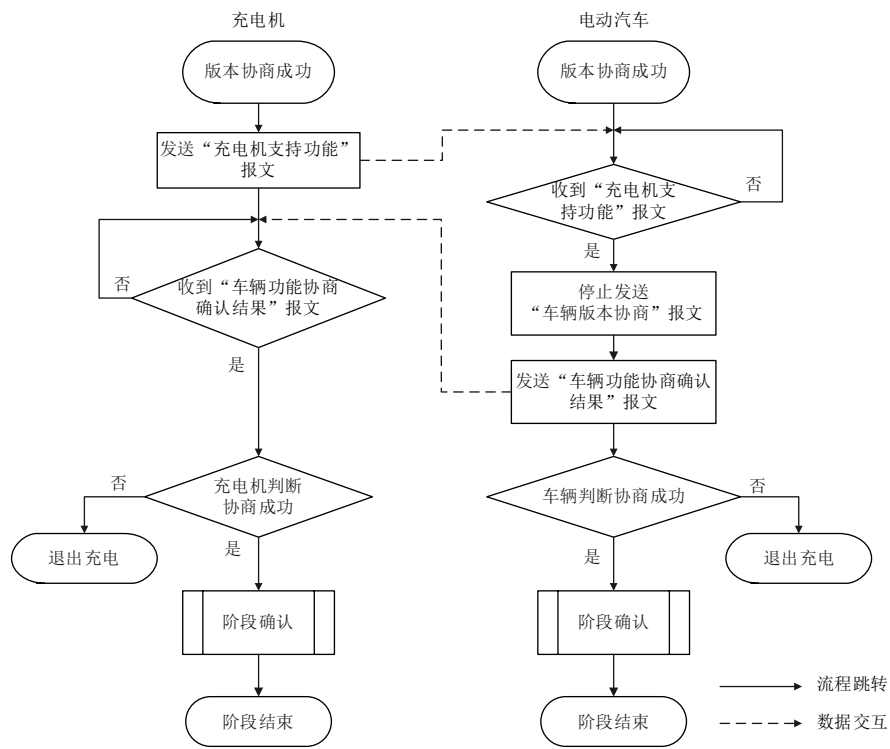 充电机
电动汽车
版本协商成功
版本协商成功
发送“充电机支持功能”
报文
收到“充电机支
持功能”报文
否
是
收到“车辆功能协商
确认结果”报文
否
是
停止发送
“车辆版本协商”报文
发送“车辆功能协商确认
结果”报文
充电机判断
协商成功
否
是
车辆判断协商成功
否
是
退出充电
退出充电
阶段确认
阶段确认
阶段结束
阶段结束
流程跳转
数据交互